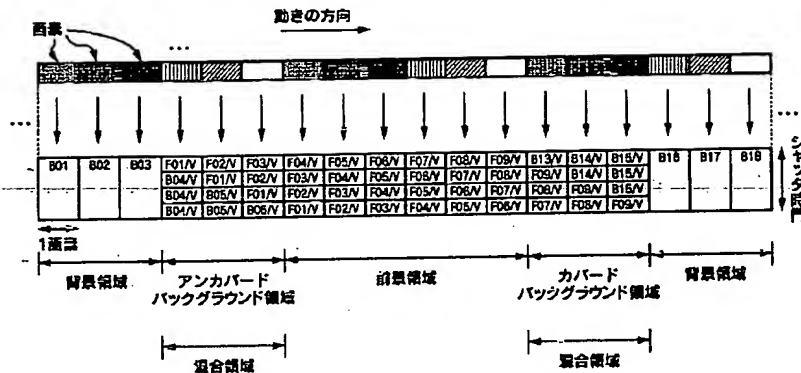 動きの方向
画素
…
…
…
B01 B02 B03 F01/V F02/V F03/V F04/V F05/V F06/V F07/V F08/V F09/V B13/V B14/V B15/V B16 B17 B18
B04/V F01/V F02/V F03/V F04/V F05/V F06/V F07/V F08/V F09/V B14/V B15/V
B04/V B05/V F01/V F02/V F03/V F04/V F05/V F06/V F07/V F08/V F09/V B15/V
B04/V B05/V B06/V F01/V F02/V F03/V F04/V F05/V F06/V F07/V F08/V F09/V
シャッタ時間
1画素
背景領域 アンカバード 前景領域 カバード 背景領域
バックグラウンド領域 バックグラウンド領域
混合領域 混合領域